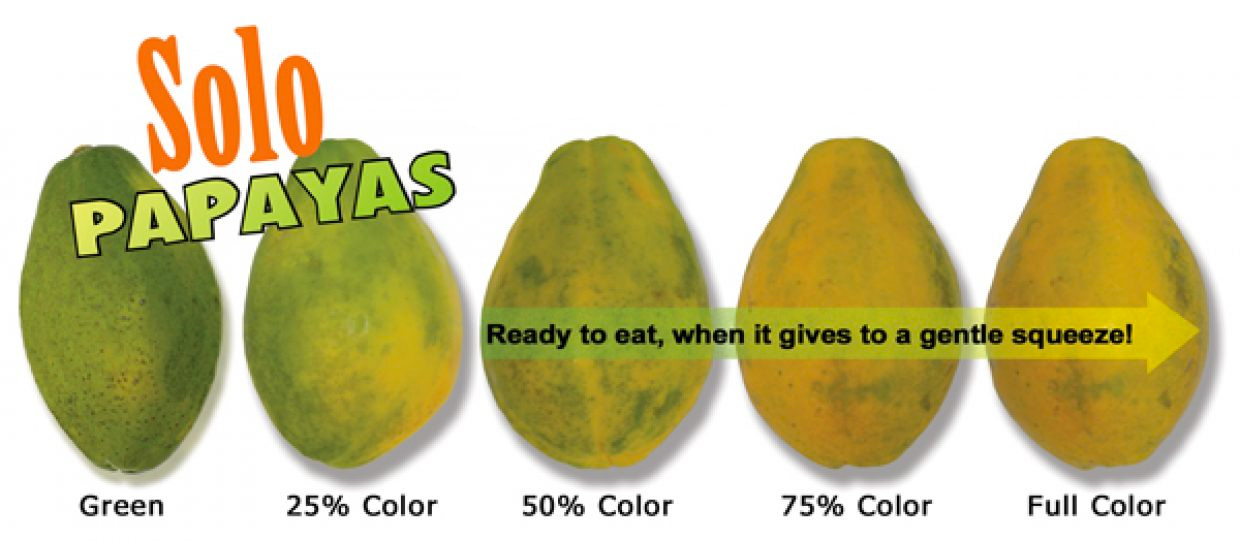 Solo
PAPAYAS
Ready to eat, when it gives to a gentle squeeze!
Green
25% Color
50% Color
75% Color
Full Color